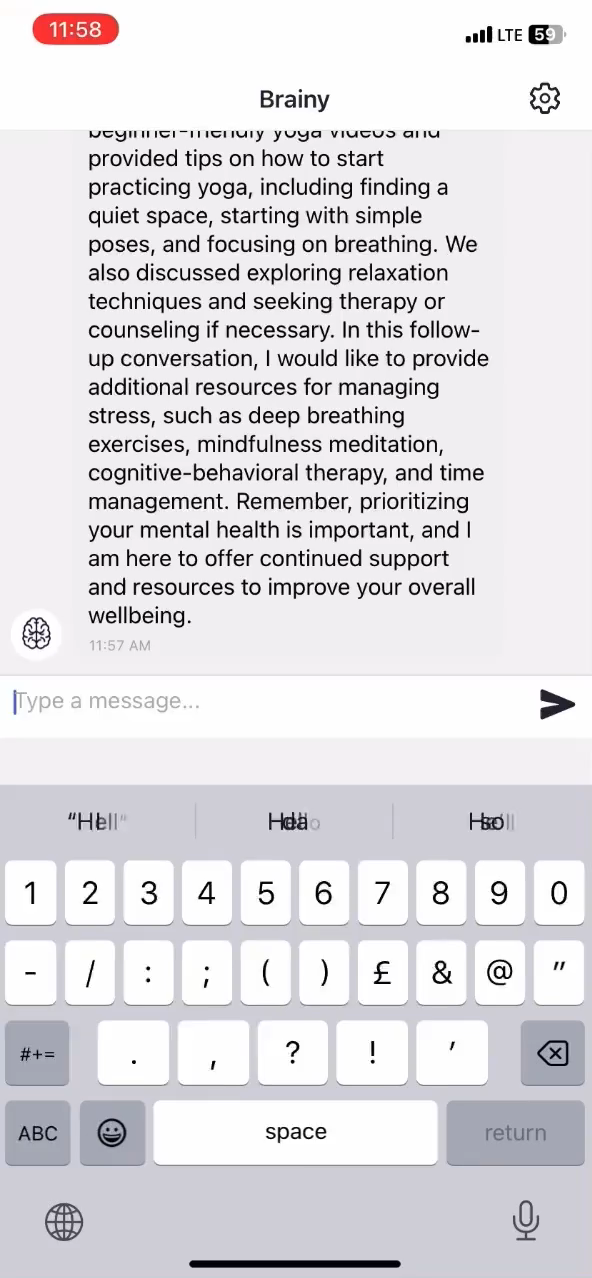 11:58
LTE 59
Brainy
beginner-friendly yoga videos and
provided tips on how to start
practicing yoga, including finding a
quiet space, starting with simple
poses, and focusing on breathing. We
also discussed exploring relaxation
techniques and seeking therapy or
counseling if necessary. In this follow-
up conversation, I would like to provide
additional resources for managing
stress, such as deep breathing
exercises, mindfulness meditation,
cognitive-behavioral therapy, and time
management. Remember, prioritizing
your mental health is important, and I
am here to offer continued support
and resources to improve your overall
wellbeing.
11:57 AM
Type a message...
1 2 3 4 5 6 7 8 9 0
- / : ; ( ) £ & @ "
#+= . , ? ! '
ABC space return